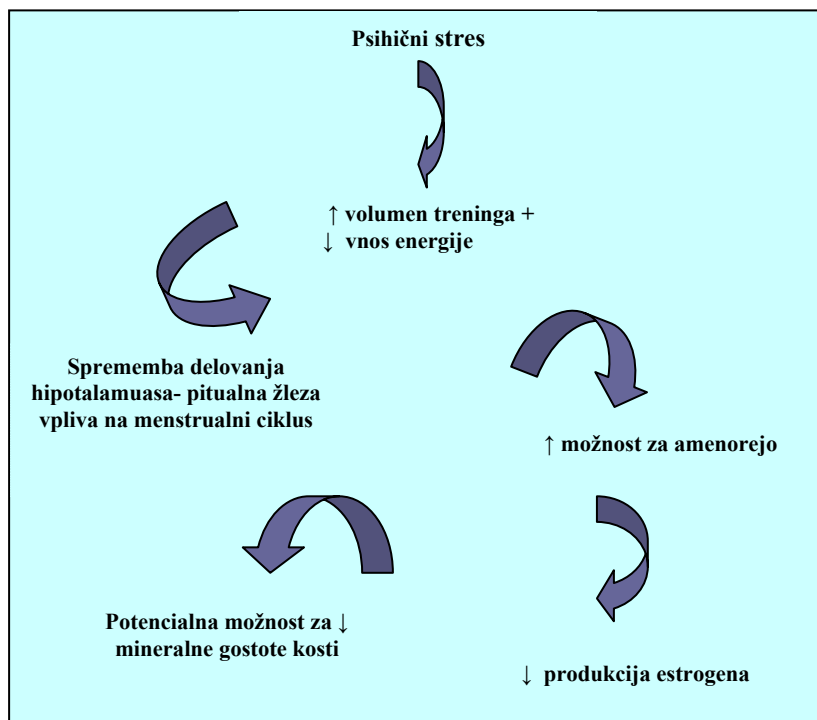 Psihični stres
↑ volumen treninga +
↓ vnos energije
Sprememba delovanja
hipotalamuasa- pitualna žleza
vpliva na menstrualni ciklus
↑ možnost za amenorejo
Potencialna možnost za ↓
mineralne gostote kosti
↓ produkcija estrogena